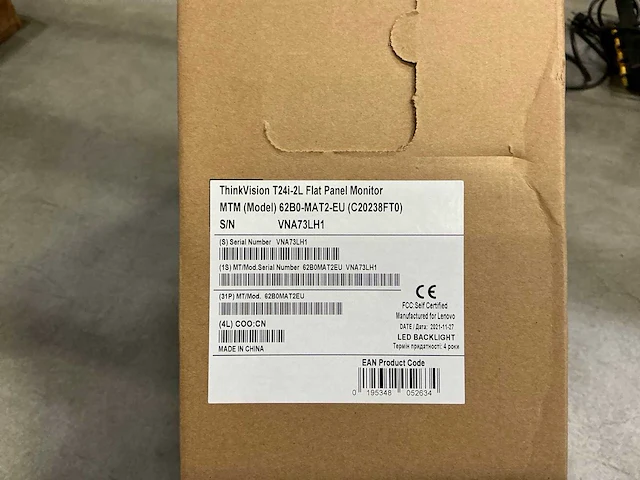 ThinkVision T24i-2L Flat Panel Monitor
MTM (Model) 62B0-MAT2-EU (C20238FT0)
S/N VNA73LH1
(S) Serial Number VNA73LH1
(1S) MT/Mod.Serial Number 62B0MAT2EU VNA73LH1
(31P) MT/Mod. 62B0MAT2EU
CE
FCC:Self Certified
Manufactured for Lenovo
DATE / Дата: 2021-11-27
(4L) COO:CN
LED BACKLIGHT
Термін придатності: 4 роки
MADE IN CHINA
EAN Product Code
0 195348 052634